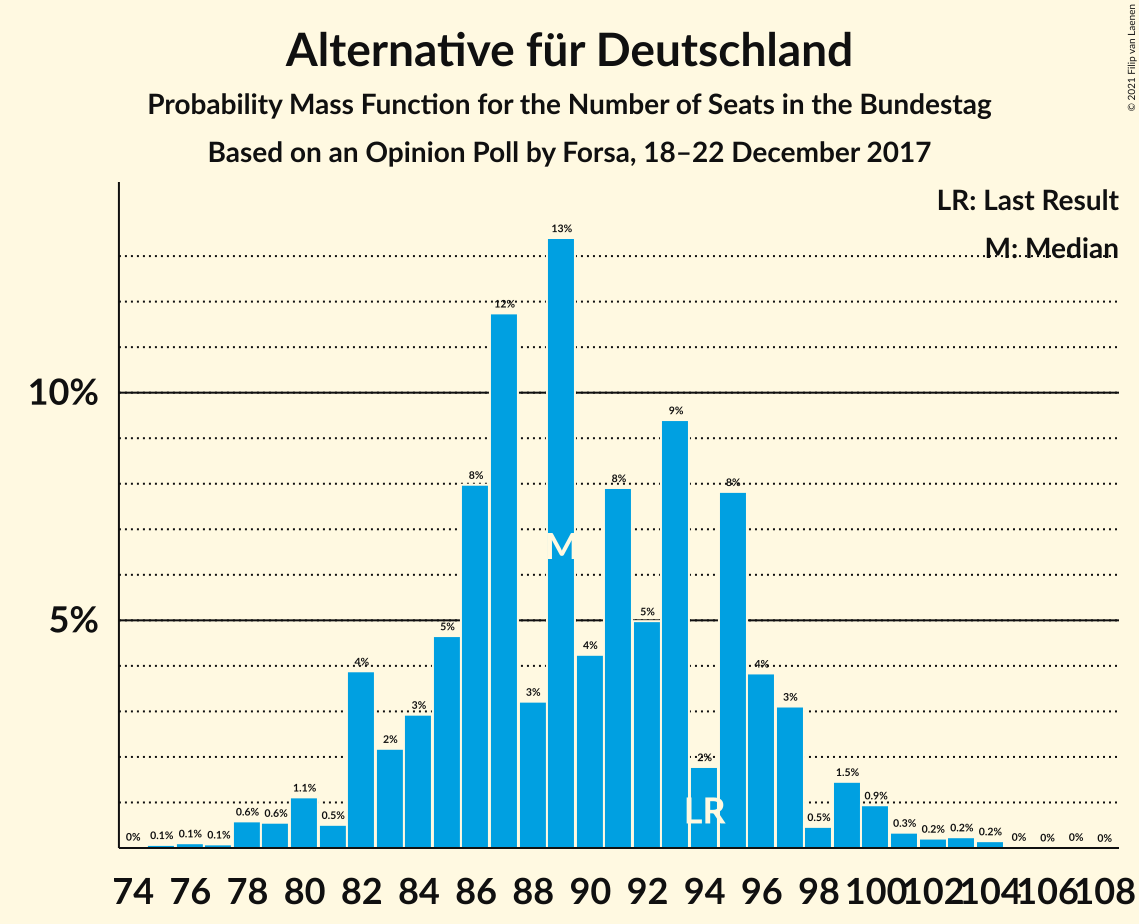 Alternative für Deutschland
Probability Mass Function for the Number of Seats in the Bundestag
Based on an Opinion Poll by Forsa, 18–22 December 2017
© 2021 Filip van Laenen
LR: Last Result
M: Median
10%
5%
0% 0.1% 0.1% 0.1% 0.6% 0.6% 1.1% 0.5% 4% 2% 3% 5% 8% 12% 3% 13% 4% 8% 5% 9% 2% 8% 4% 3% 0.5% 1.5% 0.9% 0.3% 0.2% 0.2% 0.2% 0% 0% 0% 0%
M
LR
74 76 78 80 82 84 86 88 90 92 94 96 98 100 102 104 106 108